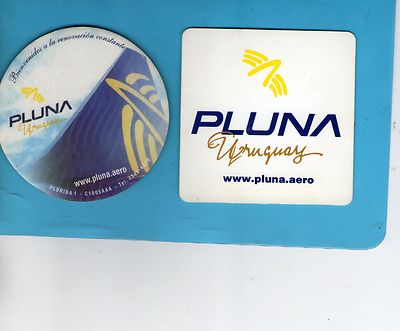 Bienvenidos a la renovación constante
PLUNA
Uruguay
www.pluna.aero
FLORIDA 1 - C1005AAA - Tel
PLUNA
Uruguay
www.pluna.aero